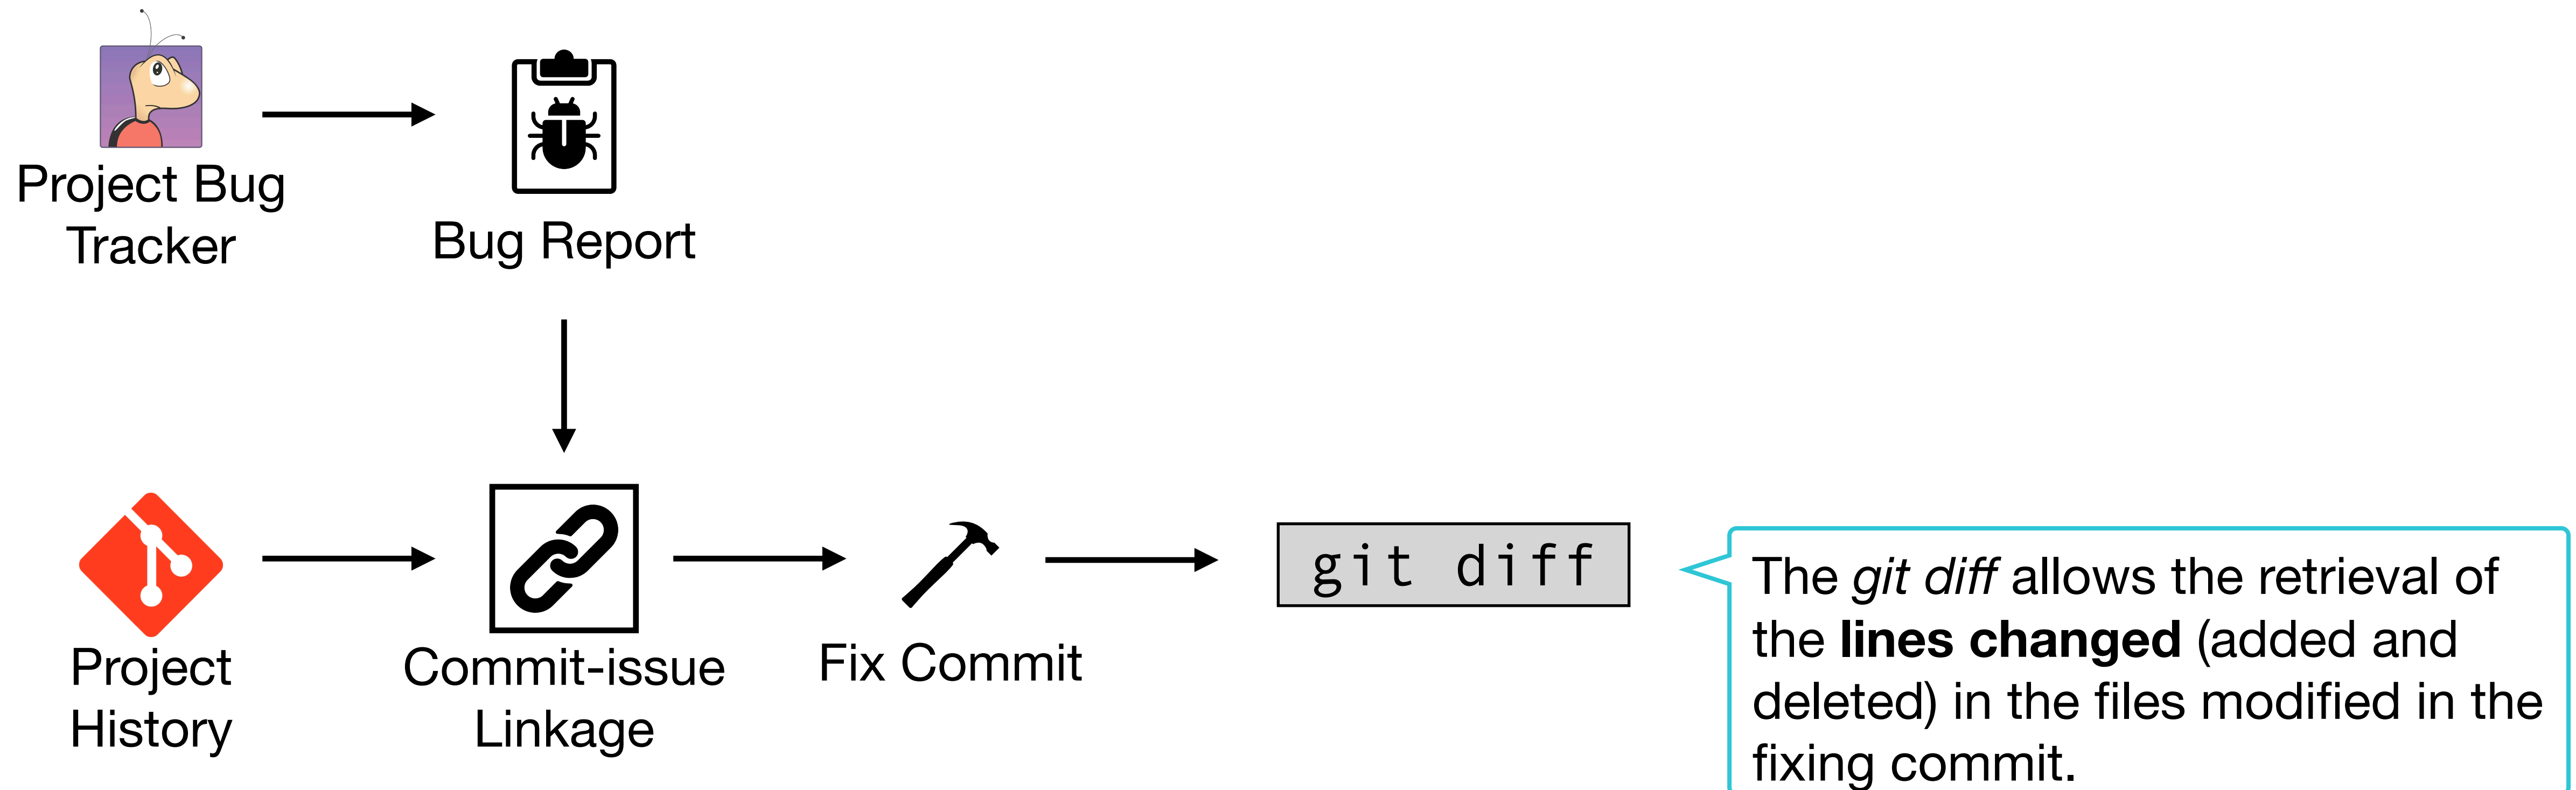 Project Bug
Tracker
Bug Report
Project
History
Commit-issue
Linkage
Fix Commit
git diff
The git diff allows the retrieval of
the lines changed (added and
deleted) in the files modified in the
fixing commit.